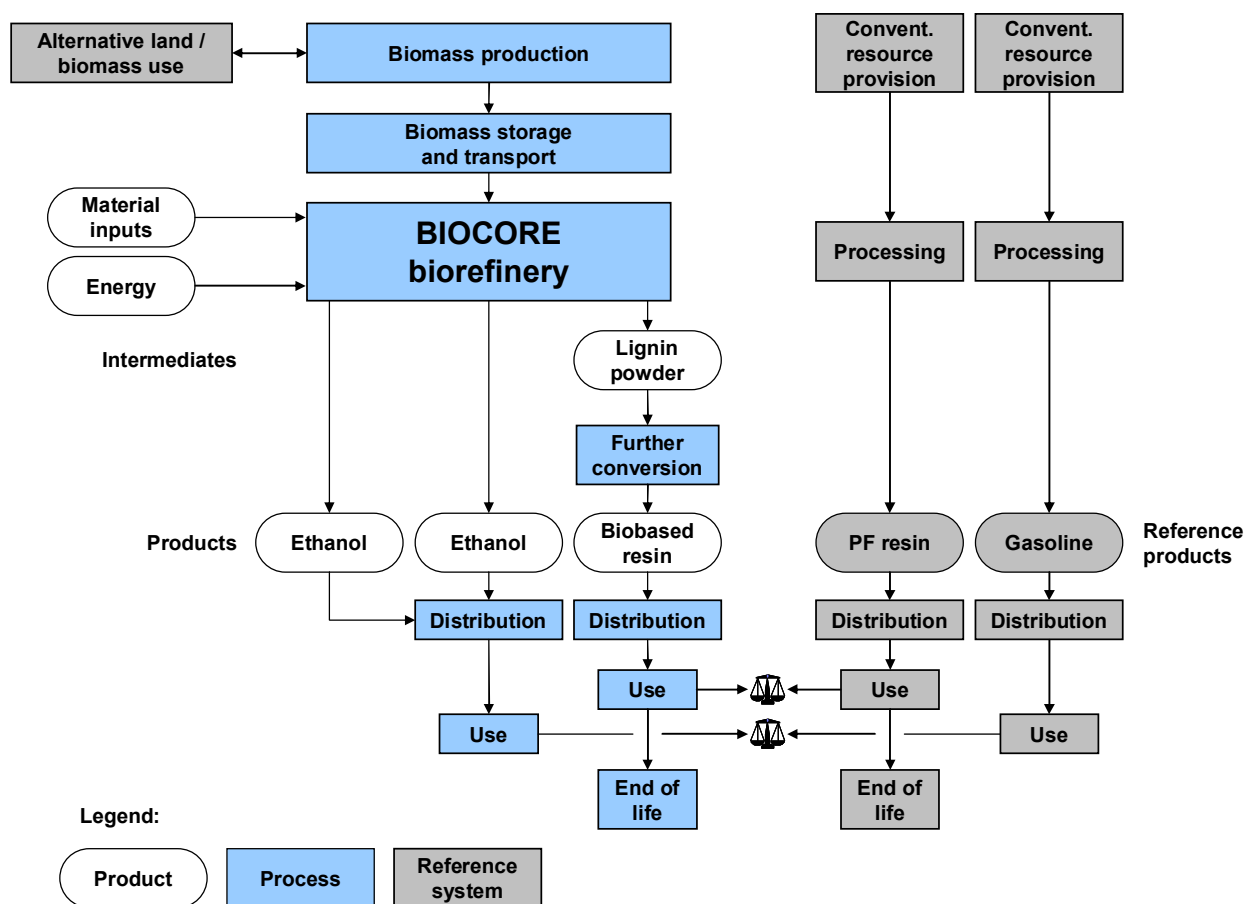 Alternative land /
biomass use
Biomass production
Convent.
resource
provision
Convent.
resource
provision
Biomass storage
and transport
Material
inputs
BIOCORE
biorefinery
Energy
Processing
Processing
Intermediates
Lignin
powder
Further
conversion
Products
Ethanol
Ethanol
Biobased
resin
PF resin
Gasoline
Reference
products
Distribution
Distribution
Distribution
Distribution
Use
Use
Use
Use
End of
life
End of
life
Legend:
Product
Process
Reference
system